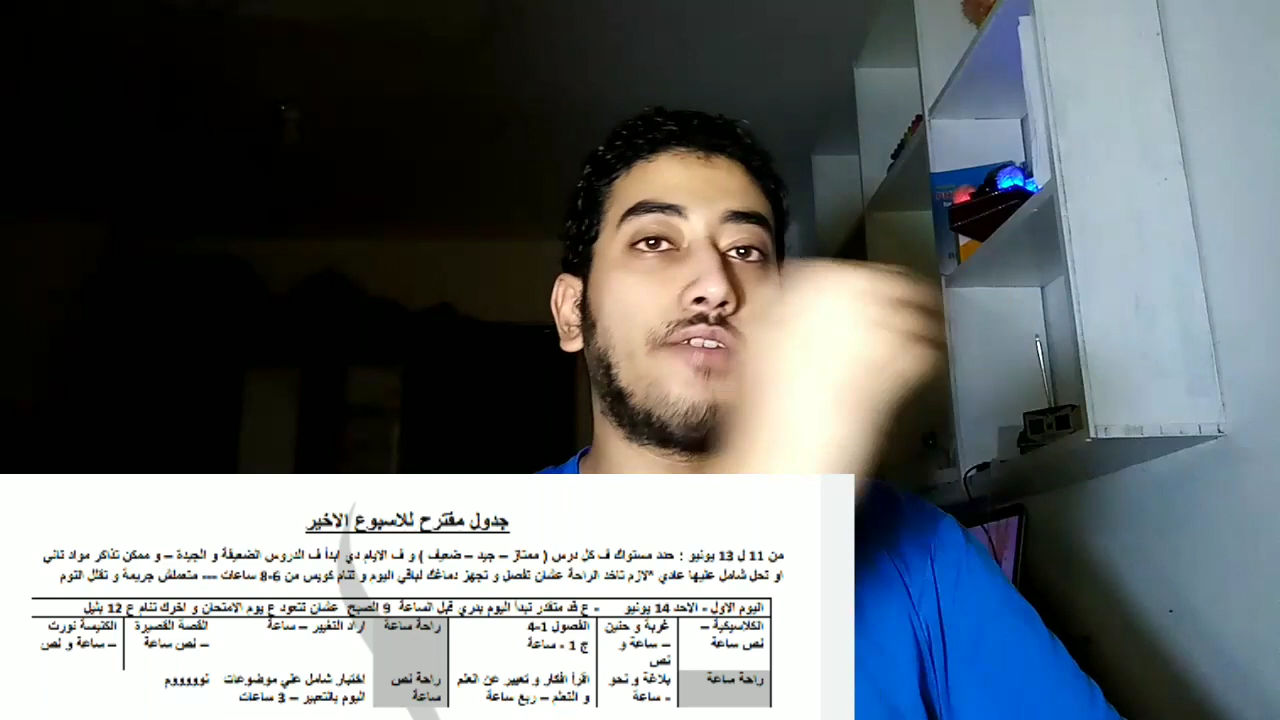 جدول مقترح للاسبوع الاخير
من 11 ل 13 يونيو : حدد مستواك ف كل درس ( ممتاز – جيد – ضعيف ) و ف الايام دي ابدأ ف الدروس الضعيفة و الجيدة – و ممكن تذاكر مواد تاني
او تحل شامل عليها عادي *لازم تاخد الراحة عشان تفصل و تجهز دماغك لباقي اليوم و تنام كويس من 6-8 ساعات --- متعملش جريمة و تقلل النوم
اليوم الاول - الاحد 14 يونيو - ع قد متقدر تبدأ اليوم بدري قبل الساعة 9 الصبح عشان تتعود ع يوم الامتحان و اخرك تنام ع 12 بليل
الكلاسيكية –
نص ساعة
غربة و حنين
– ساعة و
نص
الفصول 1-4
ج 1 - ساعة
راحة ساعة
اراد التغيير – ساعة
القصة القصيرة
– نص ساعة
الكنيسة نورت
– ساعة و نص
راحة ساعة
بلاغة و نحو
- ساعة
اقرأ افكار و تعبير عن العلم
و التعلم – ربع ساعة
راحة نص
ساعة
اختبار شامل علي موضوعات
اليوم بالتعبير – 3 ساعات
نوووووم